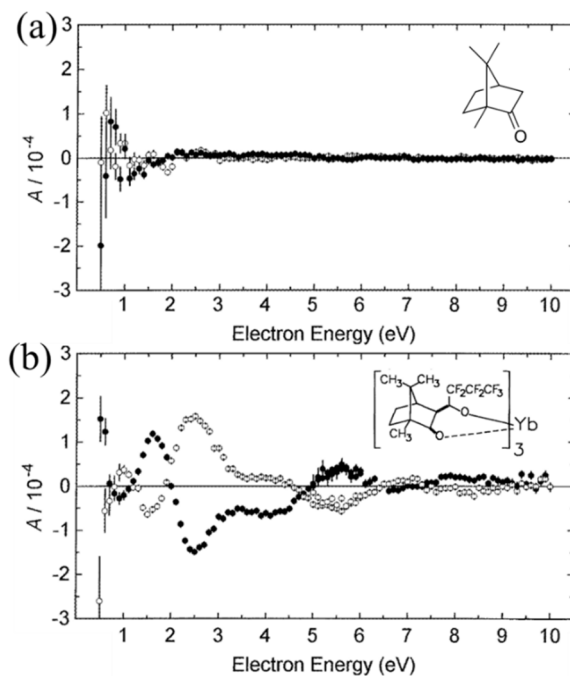 (a)
3
2
1
0
-1
-2
-3
A / 10⁻⁴
O
1 2 3 4 5 6 7 8 9 10
Electron Energy (eV)
(b)
3
2
1
0
-1
-2
-3
A / 10⁻⁴
CH₃ CH₃
CF₂CF₂CF₃
O
Yb
CH₃
O
3
1 2 3 4 5 6 7 8 9 10
Electron Energy (eV)